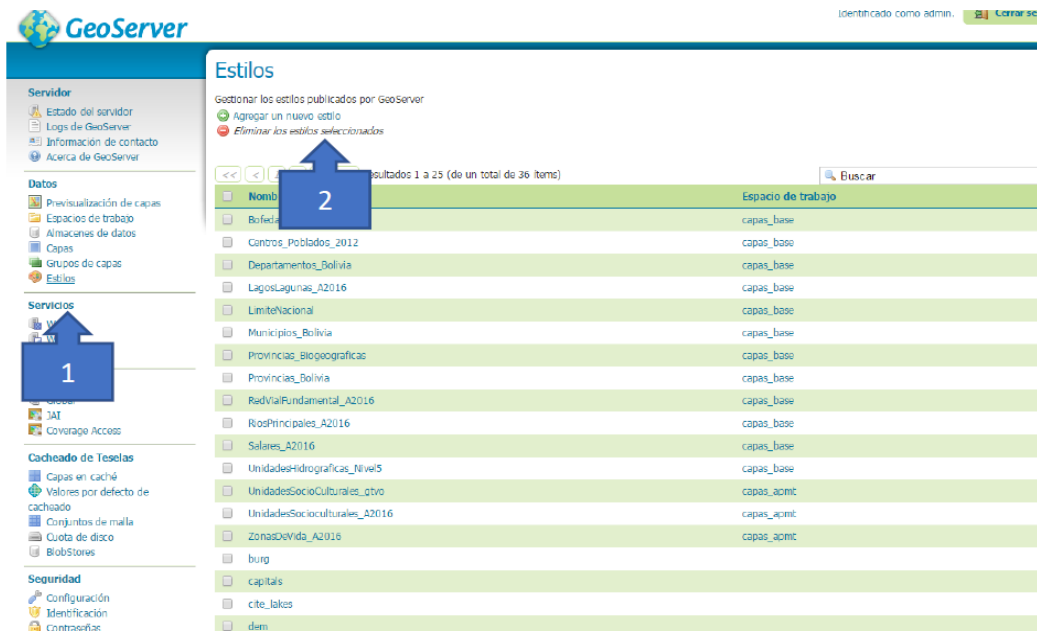 GeoServer
Identificado como admin.
Cerrar se
Servidor
Estado del servidor
Logs de GeoServer
Información de contacto
Acerca de GeoServer
Datos
Previsualización de capas
Espacios de trabajo
Almacenes de datos
Capas
Grupos de capas
Estilos
Servicios
1
Global
JAI
Coverage Access
Cacheado de Teselas
Capas en caché
Valores por defecto de
cacheado
Conjuntos de malla
Cuota de disco
BlobStores
Seguridad
Configuración
Identificación
Contraseñas
Estilos
Gestionar los estilos publicados por GeoServer
Agregar un nuevo estilo
Eliminar los estilos seleccionados
2
<< < esultados 1 a 25 (de un total de 36 items)
Buscar
Nomb Espacio de trabajo
Bofeda capas_base
Centros_Poblados_2012 capas_base
Departamentos_Bolivia capas_base
LagosLagunas_A2016 capas_base
LimiteNacional capas_base
Municipios_Bolivia capas_base
Provincias_Biogeograficas capas_base
Provincias_Bolivia capas_base
RedVialFundamental_A2016 capas_base
RiosPrincipales_A2016 capas_base
Salares_A2016 capas_base
UnidadesHidrograficas_Nivel5 capas_base
UnidadesSocioCulturales_gtvo capas_apmt
UnidadesSocioculturales_A2016 capas_apmt
ZonasDeVida_A2016 capas_apmt
burg
capitals
cite_lakes
dem